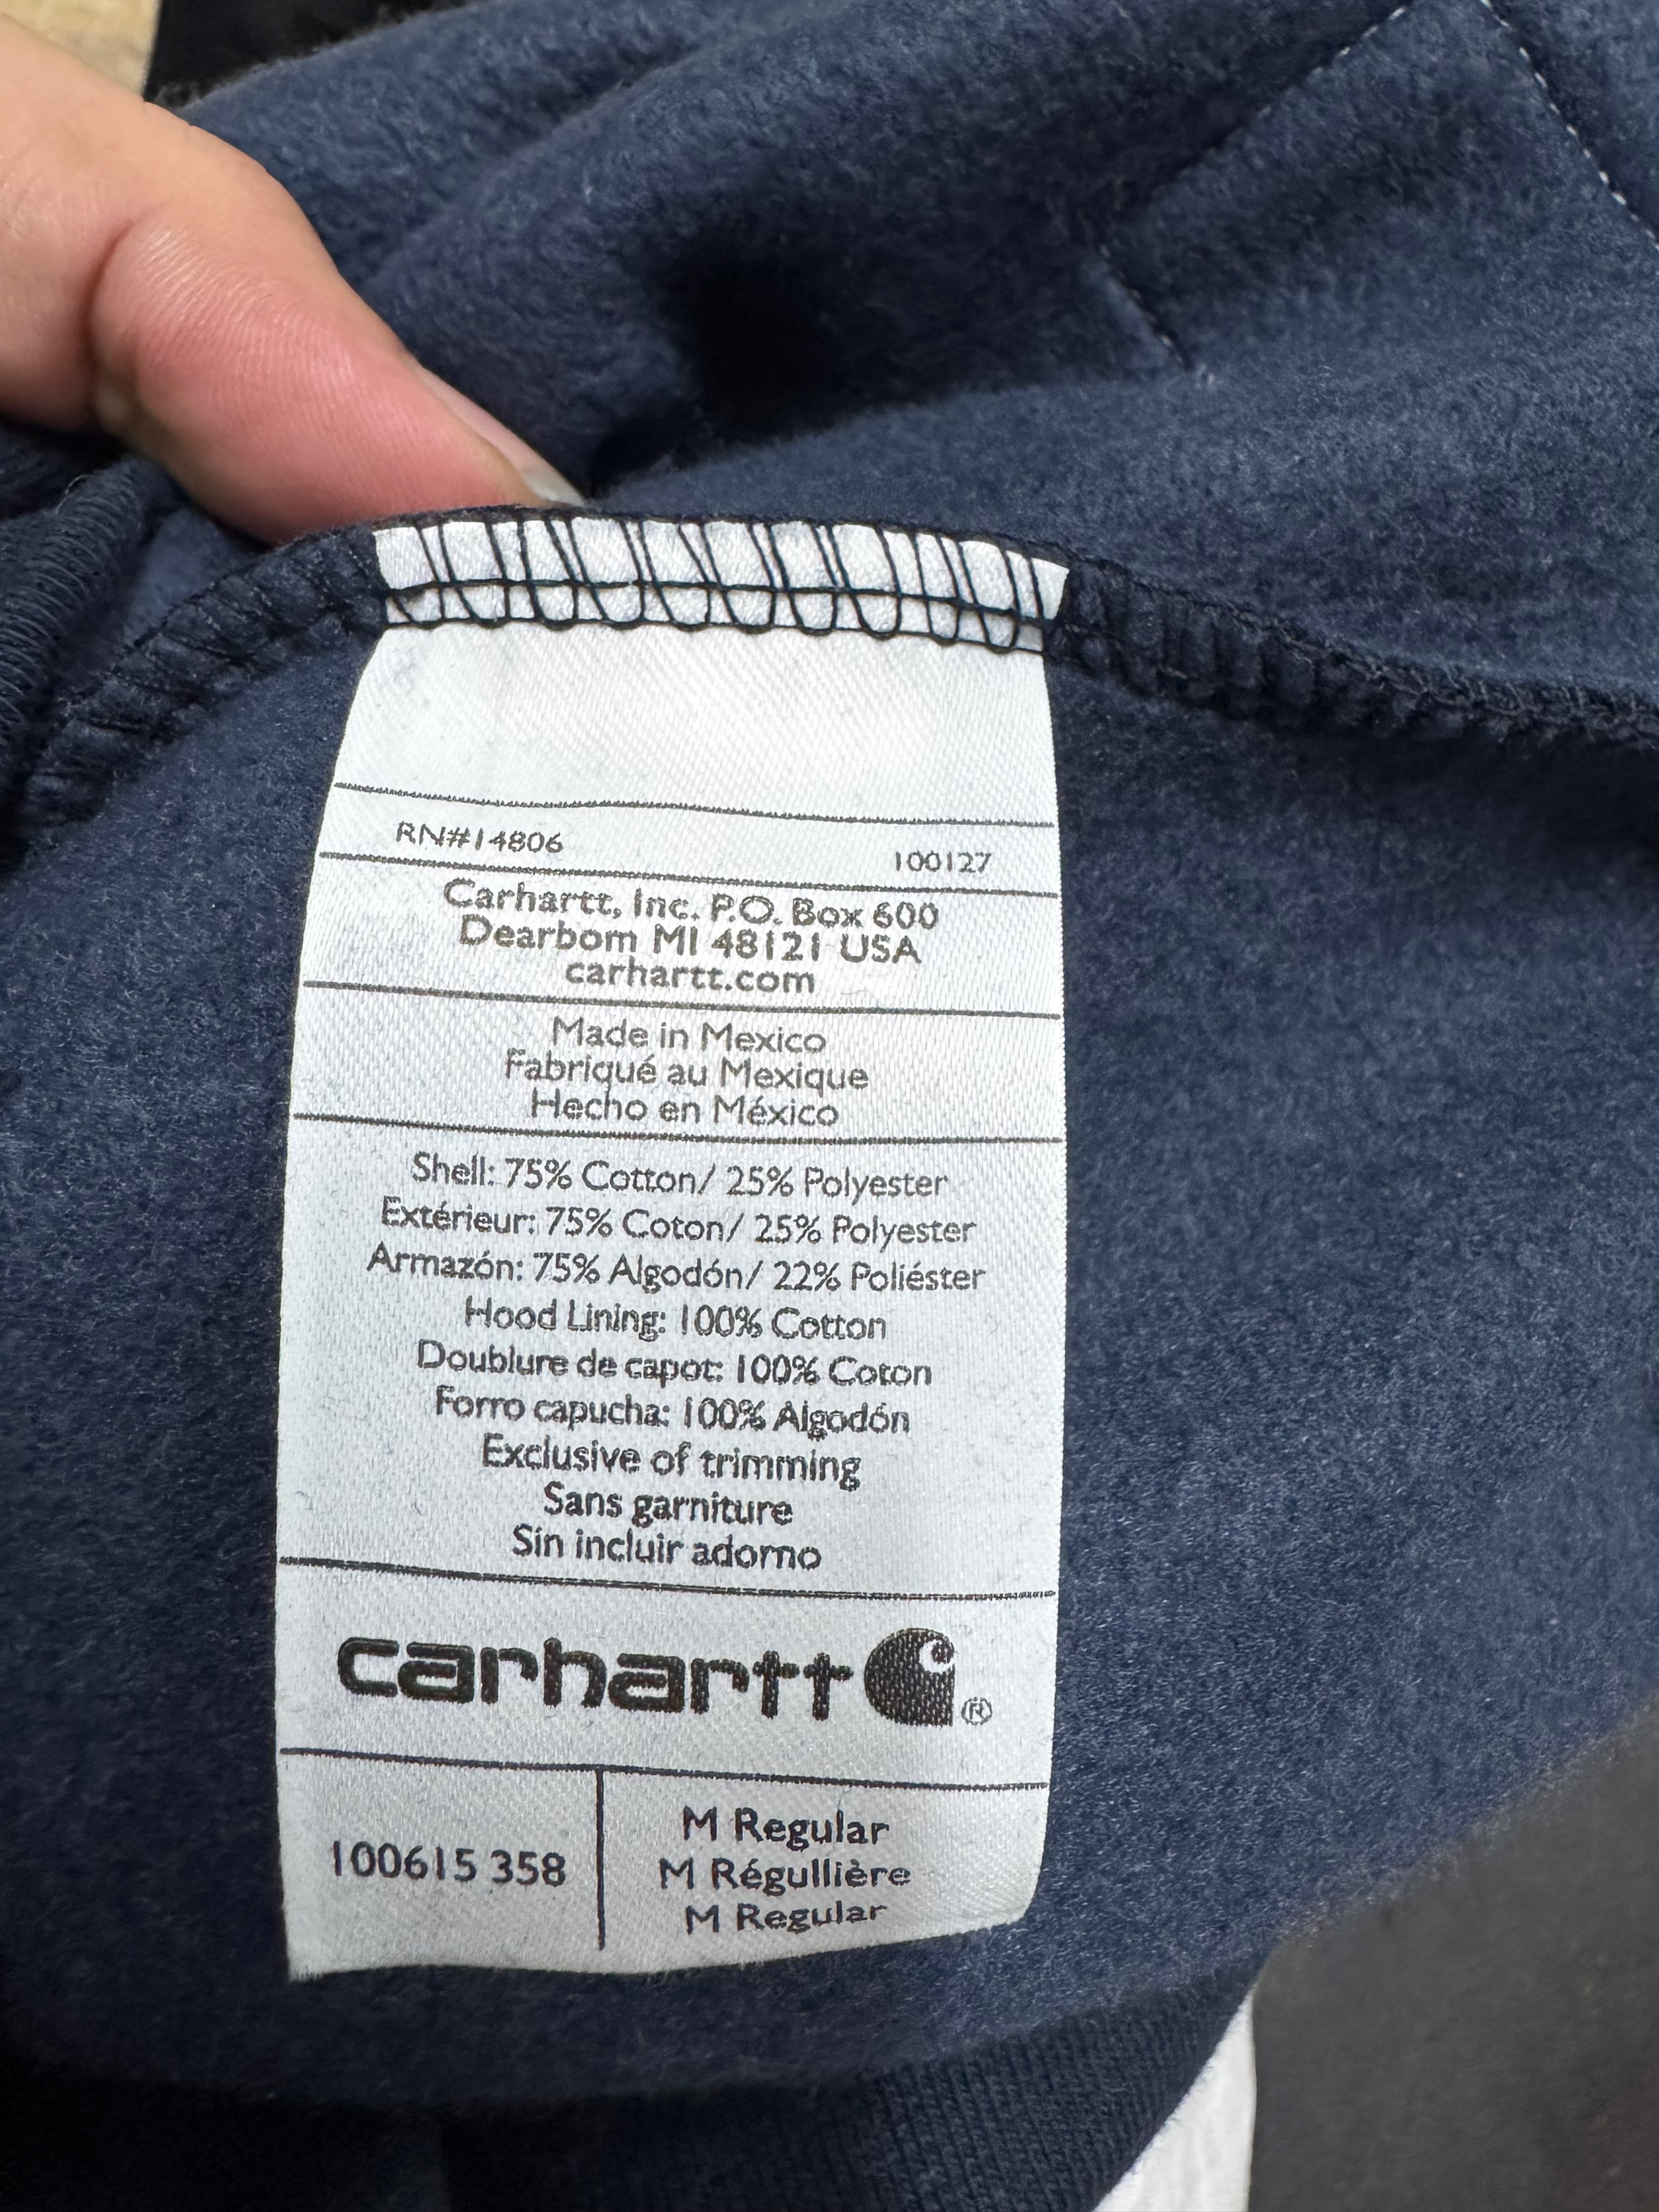 RN#14806 100127
Carhartt, Inc. P.O. Box 600
Dearborn MI 48121 USA
carhartt.com
Made in Mexico
Fabriqué au Mexique
Hecho en México
Shell: 75% Cotton/ 25% Polyester
Extérieur: 75% Coton/ 25% Polyester
Armazón: 75% Algodón/ 22% Poliéster
Hood Lining: 100% Cotton
Doublure de capot: 100% Coton
Forro capucha: 100% Algodón
Exclusive of trimming
Sans garniture
Sin incluir adorno
carhartt ®
100615 358
M Regular
M Régullière
M Regular